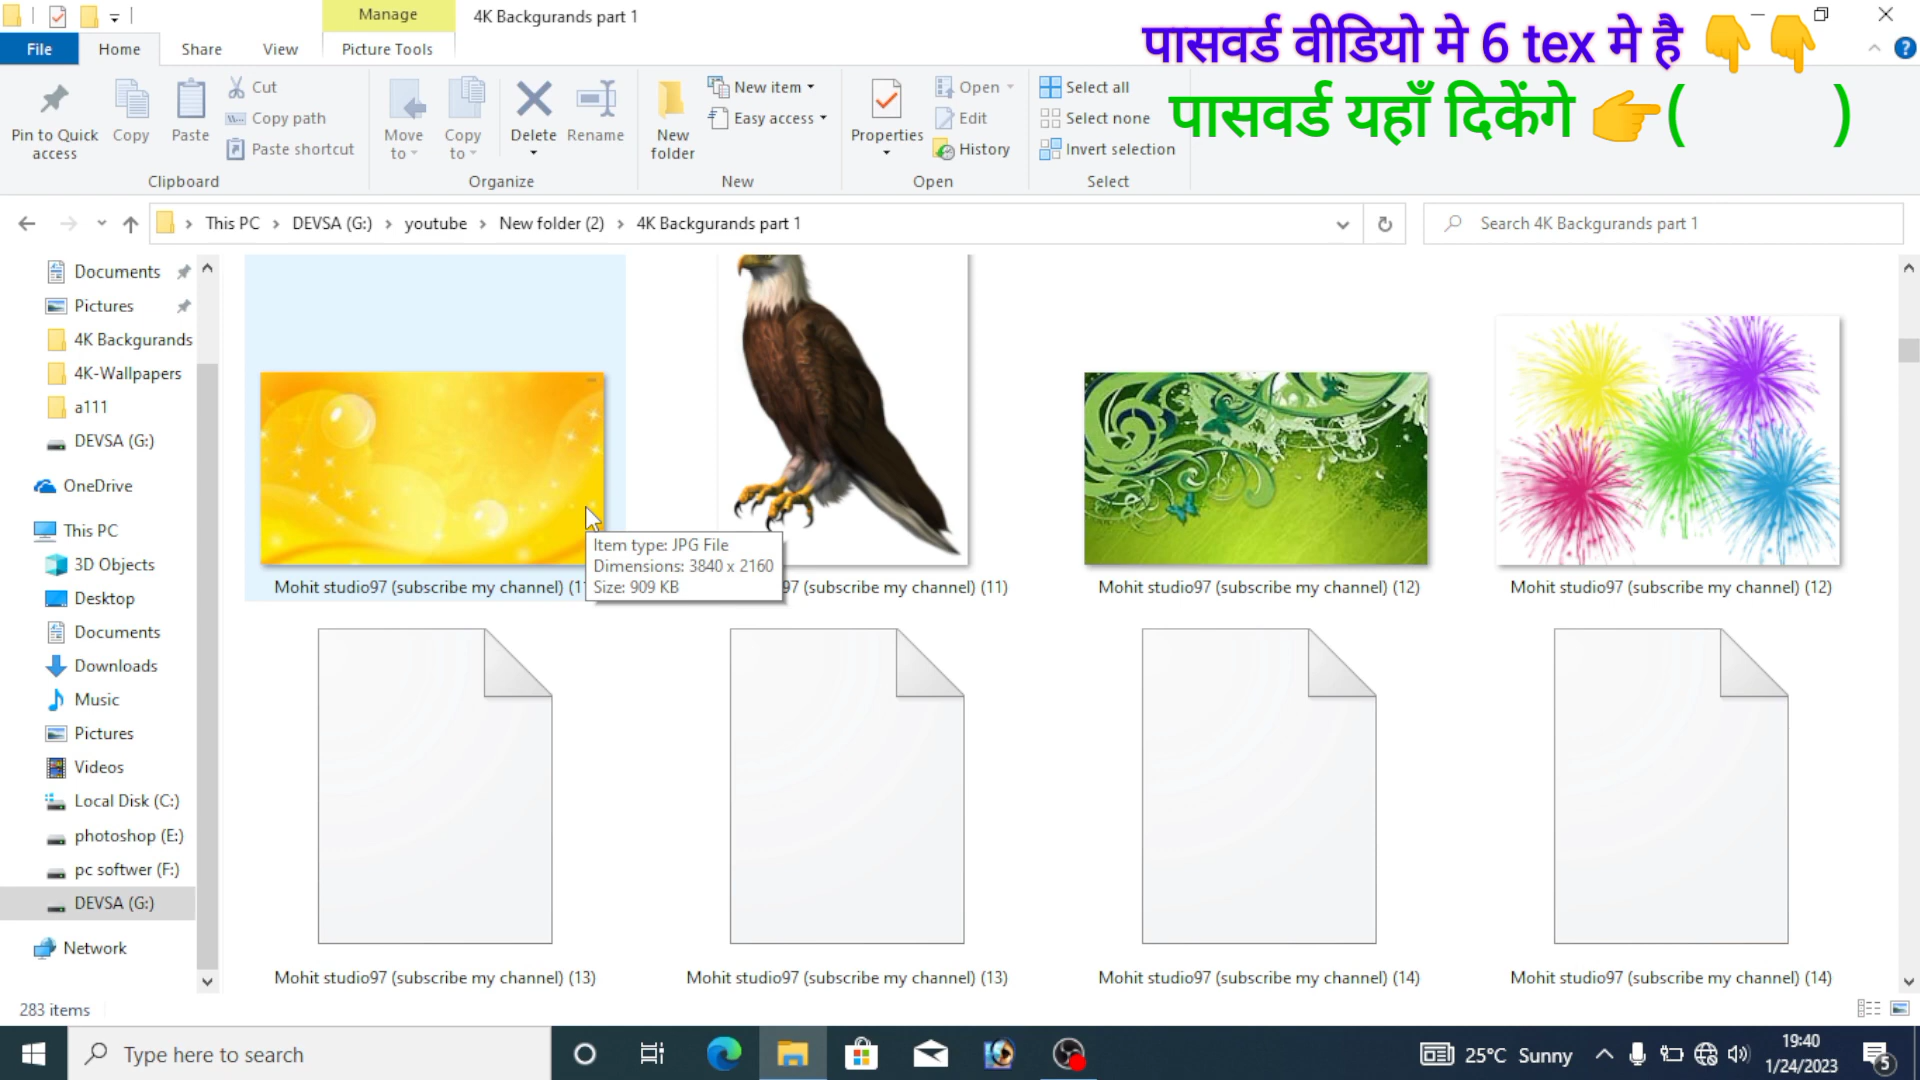 Manage
4K Backgurands part 1
पासवर्ड वीडियो मे 6 tex मे है 👇👇
File
Home
Share
View
Picture Tools
पासवर्ड यहाँ दिकेंगे 👉( )
Pin to Quick access
Copy
Paste
Cut
Copy path
Paste shortcut
Clipboard
Move to
Copy to
Delete
Rename
Organize
New folder
New item
Easy access
New
Properties
Open
Edit
History
Open
Select all
Select none
Invert selection
Select
This PC > DEVSA (G:) > youtube > New folder (2) > 4K Backgurands part 1
Search 4K Backgurands part 1
Documents
Pictures
4K Backgurands
4K-Wallpapers
a111
DEVSA (G:)
OneDrive
This PC
3D Objects
Desktop
Documents
Downloads
Music
Pictures
Videos
Local Disk (C:)
photoshop (E:)
pc softwer (F:)
DEVSA (G:)
Network
Item type: JPG File
Dimensions: 3840 x 2160
Size: 909 KB
Mohit studio97 (subscribe my channel)
97 (subscribe my channel) (11)
Mohit studio97 (subscribe my channel) (12)
Mohit studio97 (subscribe my channel) (12)
Mohit studio97 (subscribe my channel) (13)
Mohit studio97 (subscribe my channel) (13)
Mohit studio97 (subscribe my channel) (14)
Mohit studio97 (subscribe my channel) (14)
283 items
Type here to search
25°C Sunny
19:40
1/24/2023
5